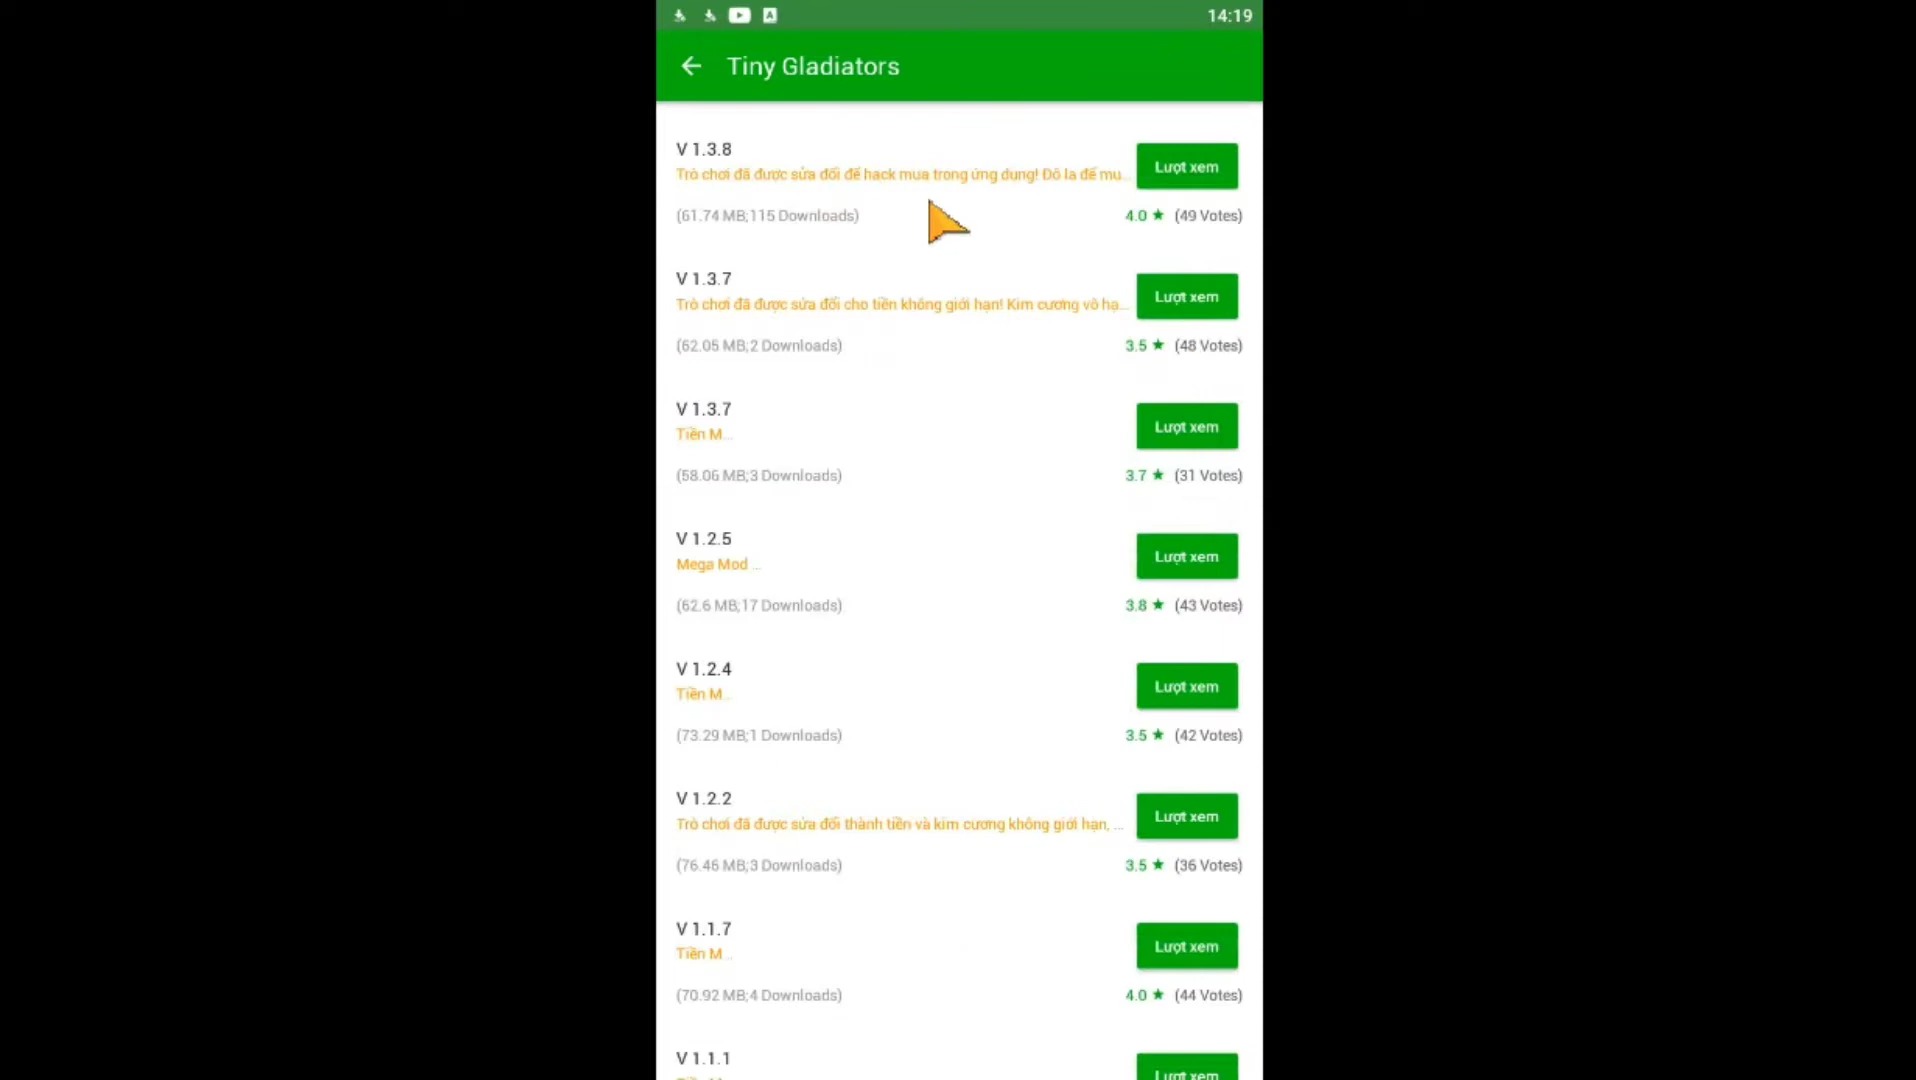 14:19
Tiny Gladiators
V 1.3.8
Trò chơi đã được sửa đổi để hack mua trong ứng dụng! Đô la để mu...
Lượt xem
(61.74 MB;115 Downloads)
4.0 ★ (49 Votes)
V 1.3.7
Trò chơi đã được sửa đổi cho tiền không giới hạn! Kim cương vô hạ...
Lượt xem
(62.05 MB;2 Downloads)
3.5 ★ (48 Votes)
V 1.3.7
Tiền M...
Lượt xem
(58.06 MB;3 Downloads)
3.7 ★ (31 Votes)
V 1.2.5
Mega Mod ...
Lượt xem
(62.6 MB;17 Downloads)
3.8 ★ (43 Votes)
V 1.2.4
Tiền M...
Lượt xem
(73.29 MB;1 Downloads)
3.5 ★ (42 Votes)
V 1.2.2
Trò chơi đã được sửa đổi thành tiền và kim cương không giới hạn, ...
Lượt xem
(76.46 MB;3 Downloads)
3.5 ★ (36 Votes)
V 1.1.7
Tiền M...
Lượt xem
(70.92 MB;4 Downloads)
4.0 ★ (44 Votes)
V 1.1.1
Lượt xem